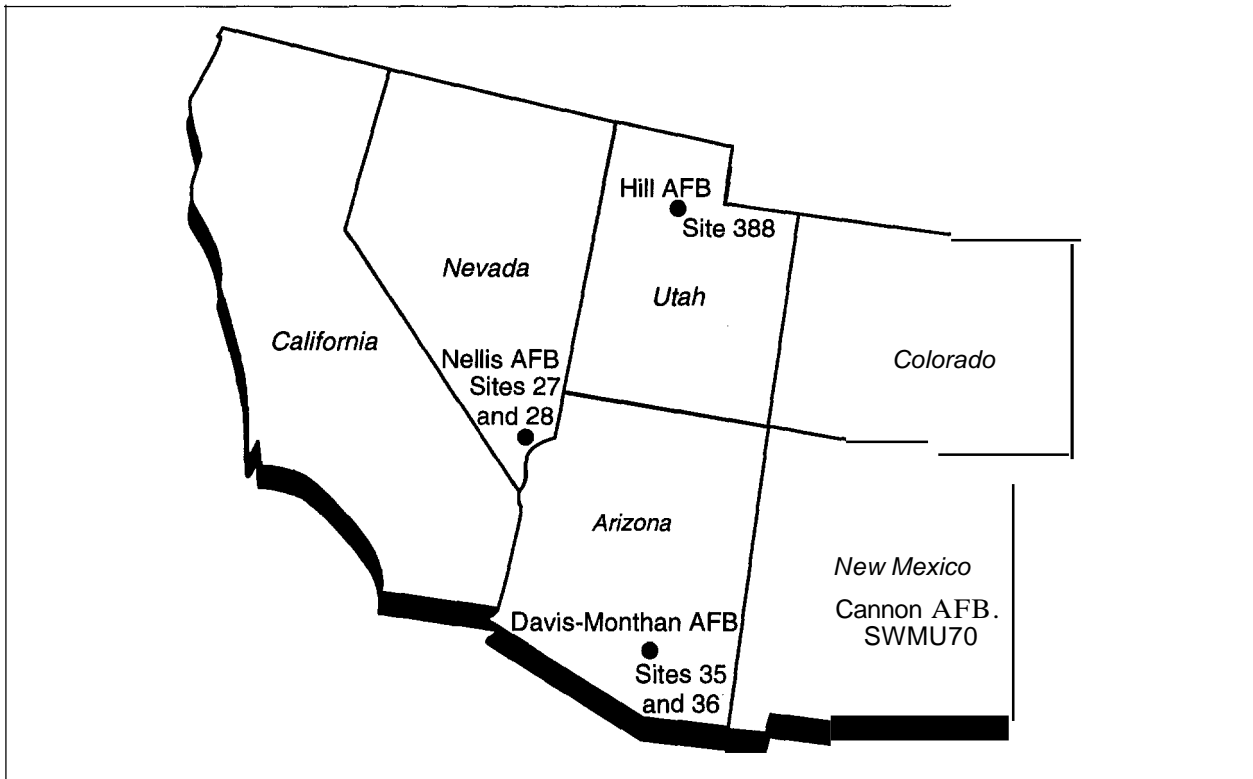 Hill AFB
Site 388
Nevada
Utah
California
Nellis AFB
Sites 27
and 28
Colorado
Arizona
New Mexico
Cannon AFB.
SWMU70
Davis-Monthan AFB
Sites 35
and 36